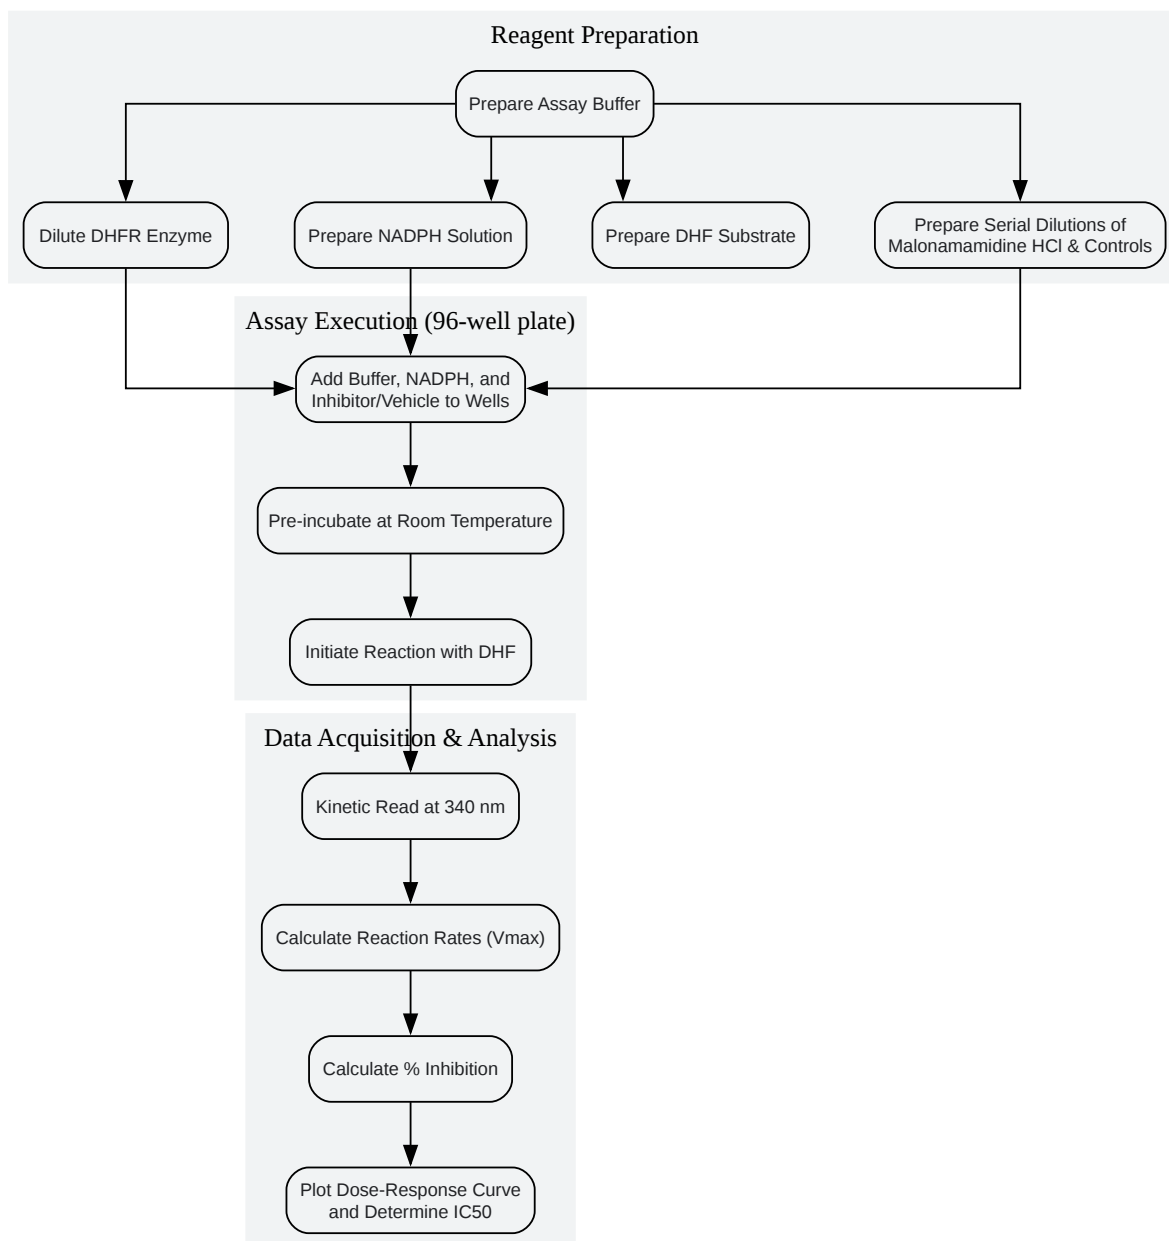 Reagent Preparation
Prepare Assay Buffer
Dilute DHFR Enzyme
Prepare NADPH Solution
Prepare DHF Substrate
Prepare Serial Dilutions of
Malonamamidine HCl & Controls
Assay Execution (96-well plate)
Add Buffer, NADPH, and
Inhibitor/Vehicle to Wells
Pre-incubate at Room Temperature
Initiate Reaction with DHF
Data Acquisition & Analysis
Kinetic Read at 340 nm
Calculate Reaction Rates (Vmax)
Calculate % Inhibition
Plot Dose-Response Curve
and Determine IC50